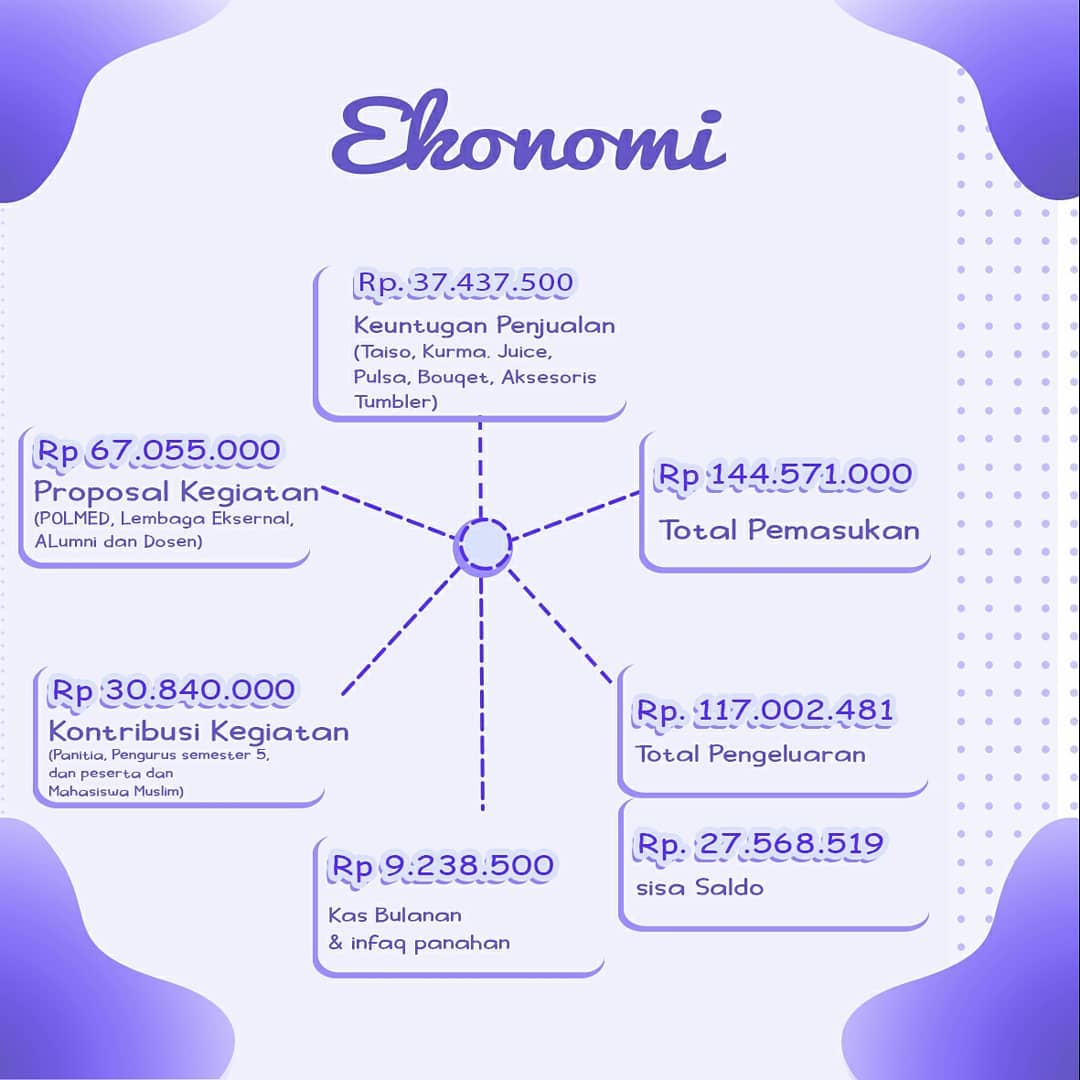 Ekonomi
Rp. 37.437.500
Keuntugan Penjualan
(Taiso, Kurma. Juice,
Pulsa, Bouqet, Aksesoris
Tumbler)
Rp 67.055.000
Proposal Kegiatan
(POLMED, Lembaga Eksernal,
ALumni dan Dosen)
Rp 144.571.000
Total Pemasukan
Rp 30.840.000
Kontribusi Kegiatan
(Panitia, Pengurus semester 5,
dan peserta dan
Mahasiswa Muslim)
Rp. 117.002.481
Total Pengeluaran
Rp. 27.568.519
sisa Saldo
Rp 9.238.500
Kas Bulanan
& infaq panahan